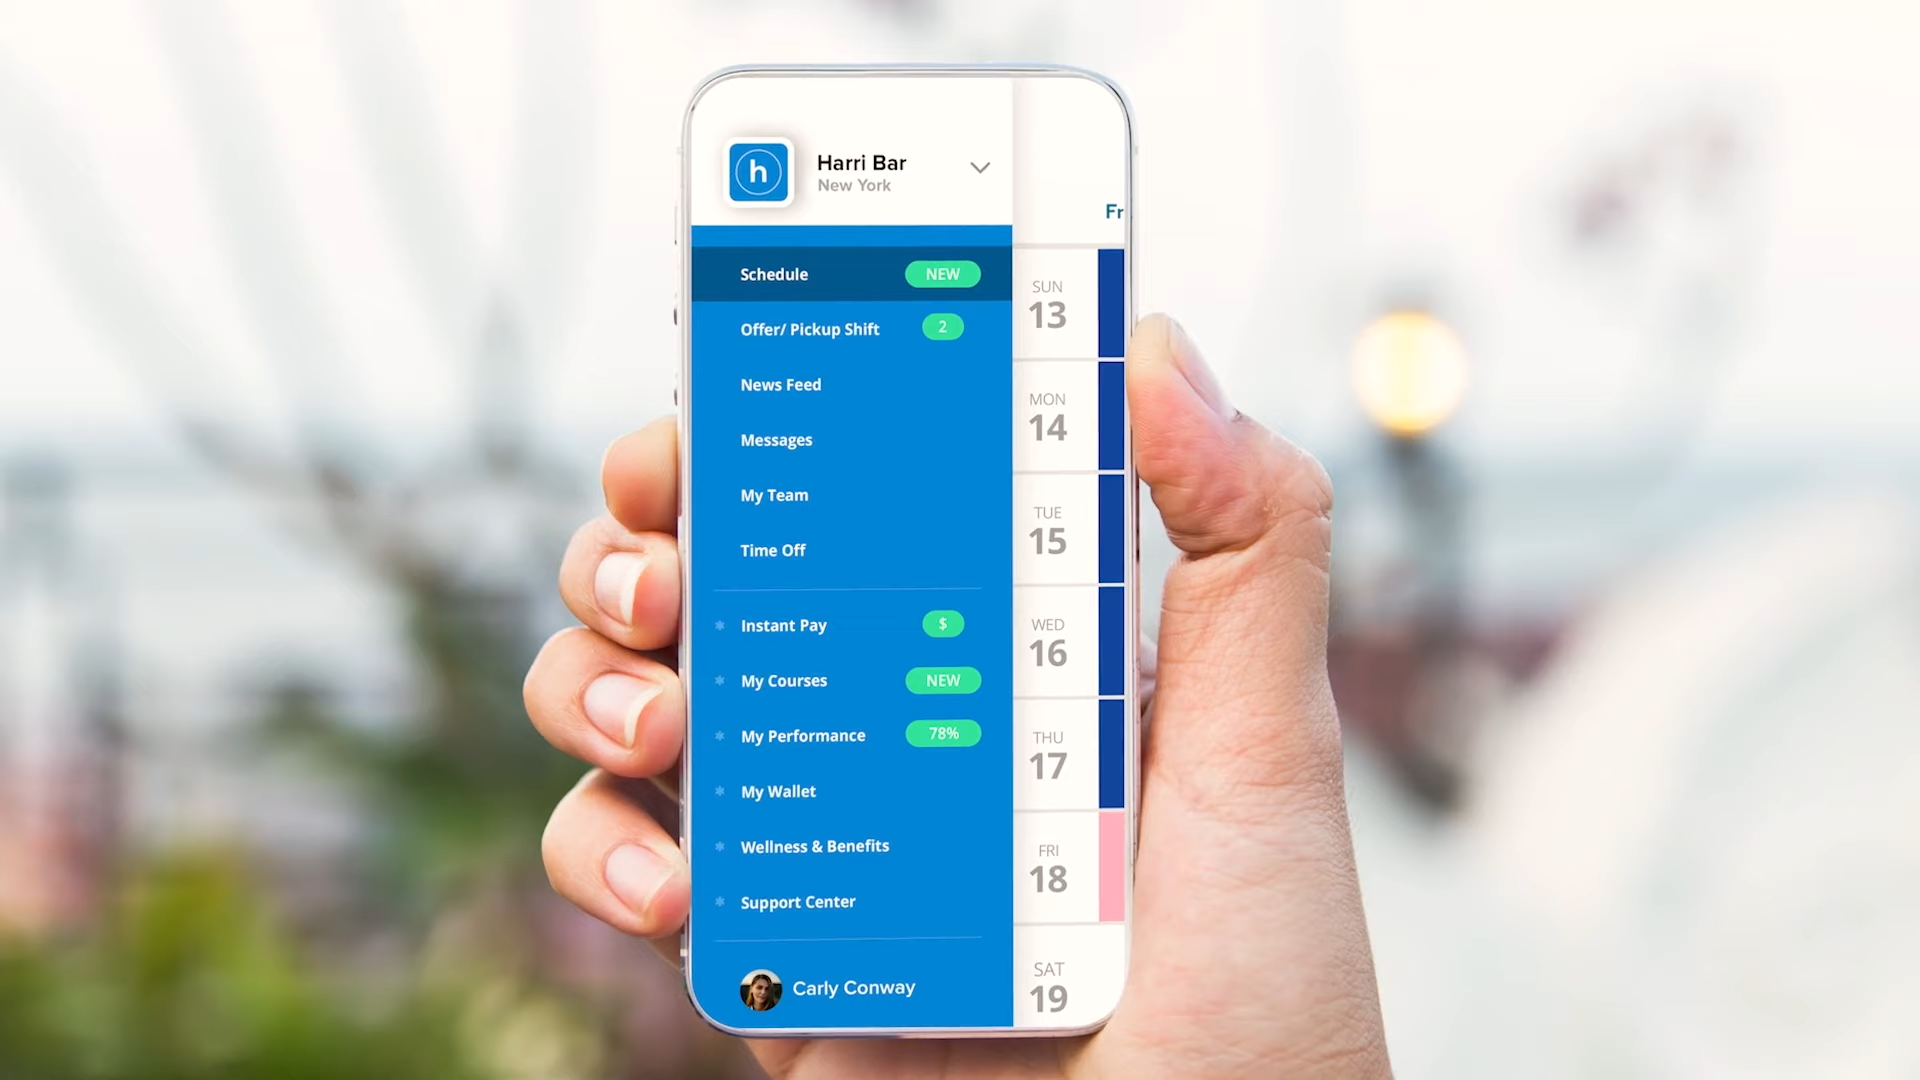 h
Harri Bar
New York
Schedule NEW
Offer/ Pickup Shift 2
News Feed
Messages
My Team
Time Off
* Instant Pay $
* My Courses NEW
* My Performance 78%
* My Wallet
* Wellness & Benefits
* Support Center
Carly Conway
Fr
SUN
13
MON
14
TUE
15
WED
16
THU
17
FRI
18
SAT
19